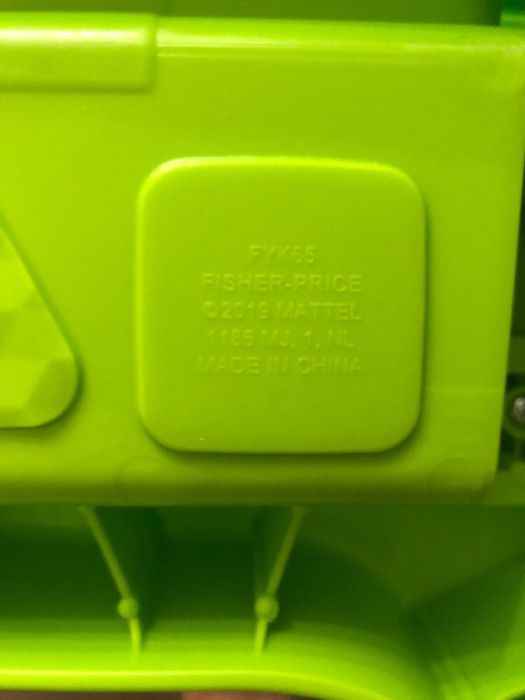 FYK65
FISHER-PRICE
©2019 MATTEL
1186 MJ, 1, NL
MADE IN CHINA